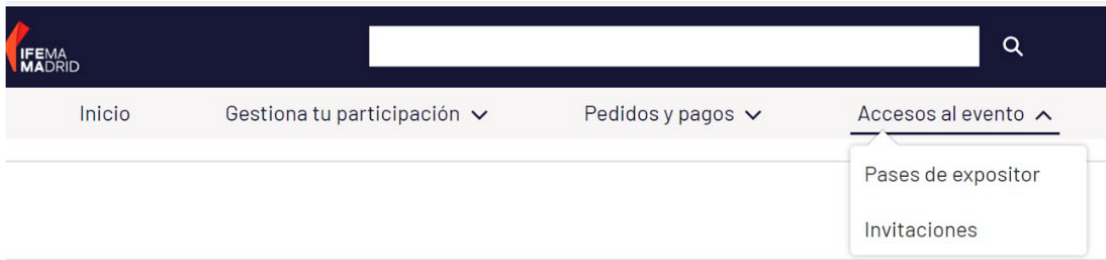 IFEMA
MADRID
Inicio Gestiona tu participación Pedidos y pagos Accesos al evento
Pases de expositor
Invitaciones